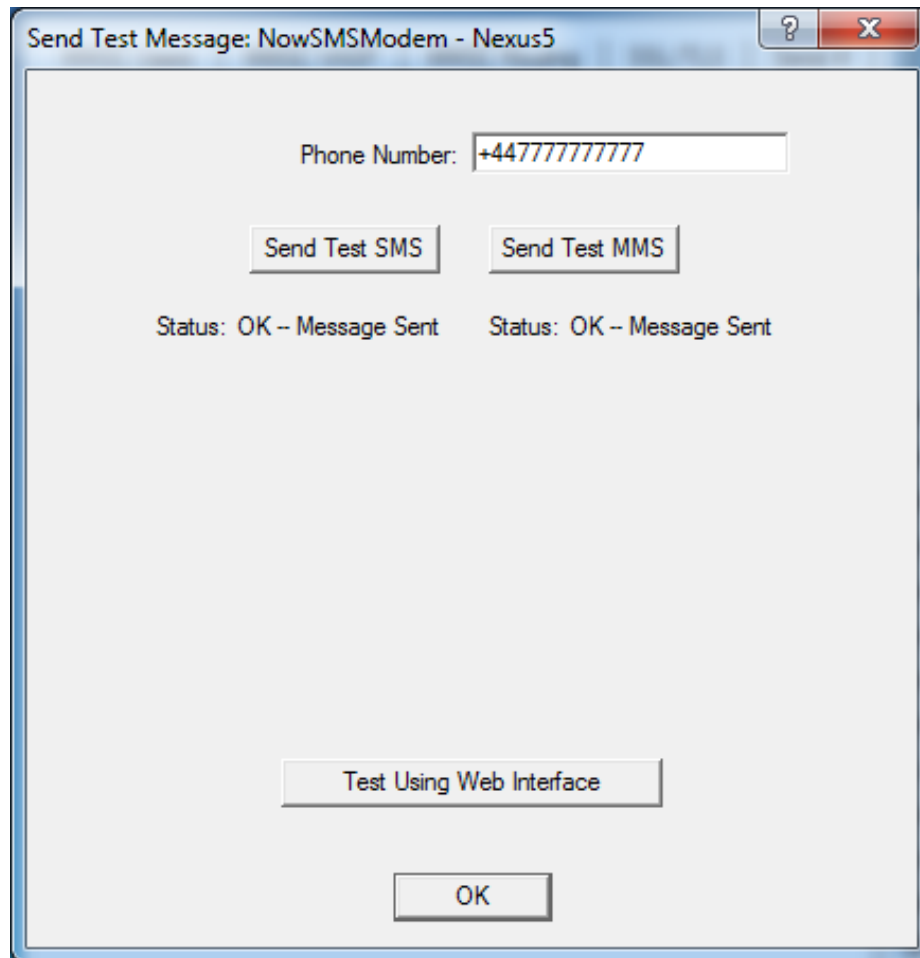 Send Test Message: NowSMSModem - Nexus5
Phone Number: +447777777777
Send Test SMS Send Test MMS
Status: OK -- Message Sent Status: OK -- Message Sent
Test Using Web Interface
OK